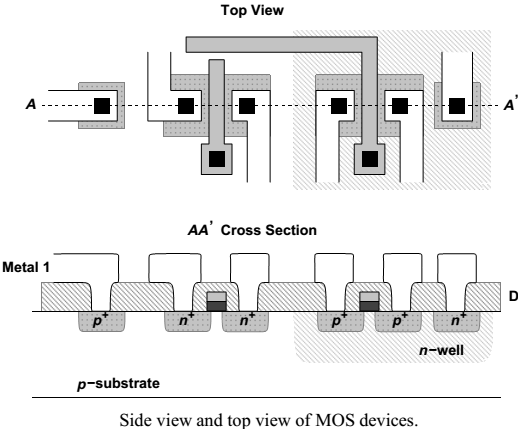 Top View
A A'
AA' Cross Section
Metal 1
D
p+ n+ n+ p+ p+ n+
n−well
p−substrate
Side view and top view of MOS devices.